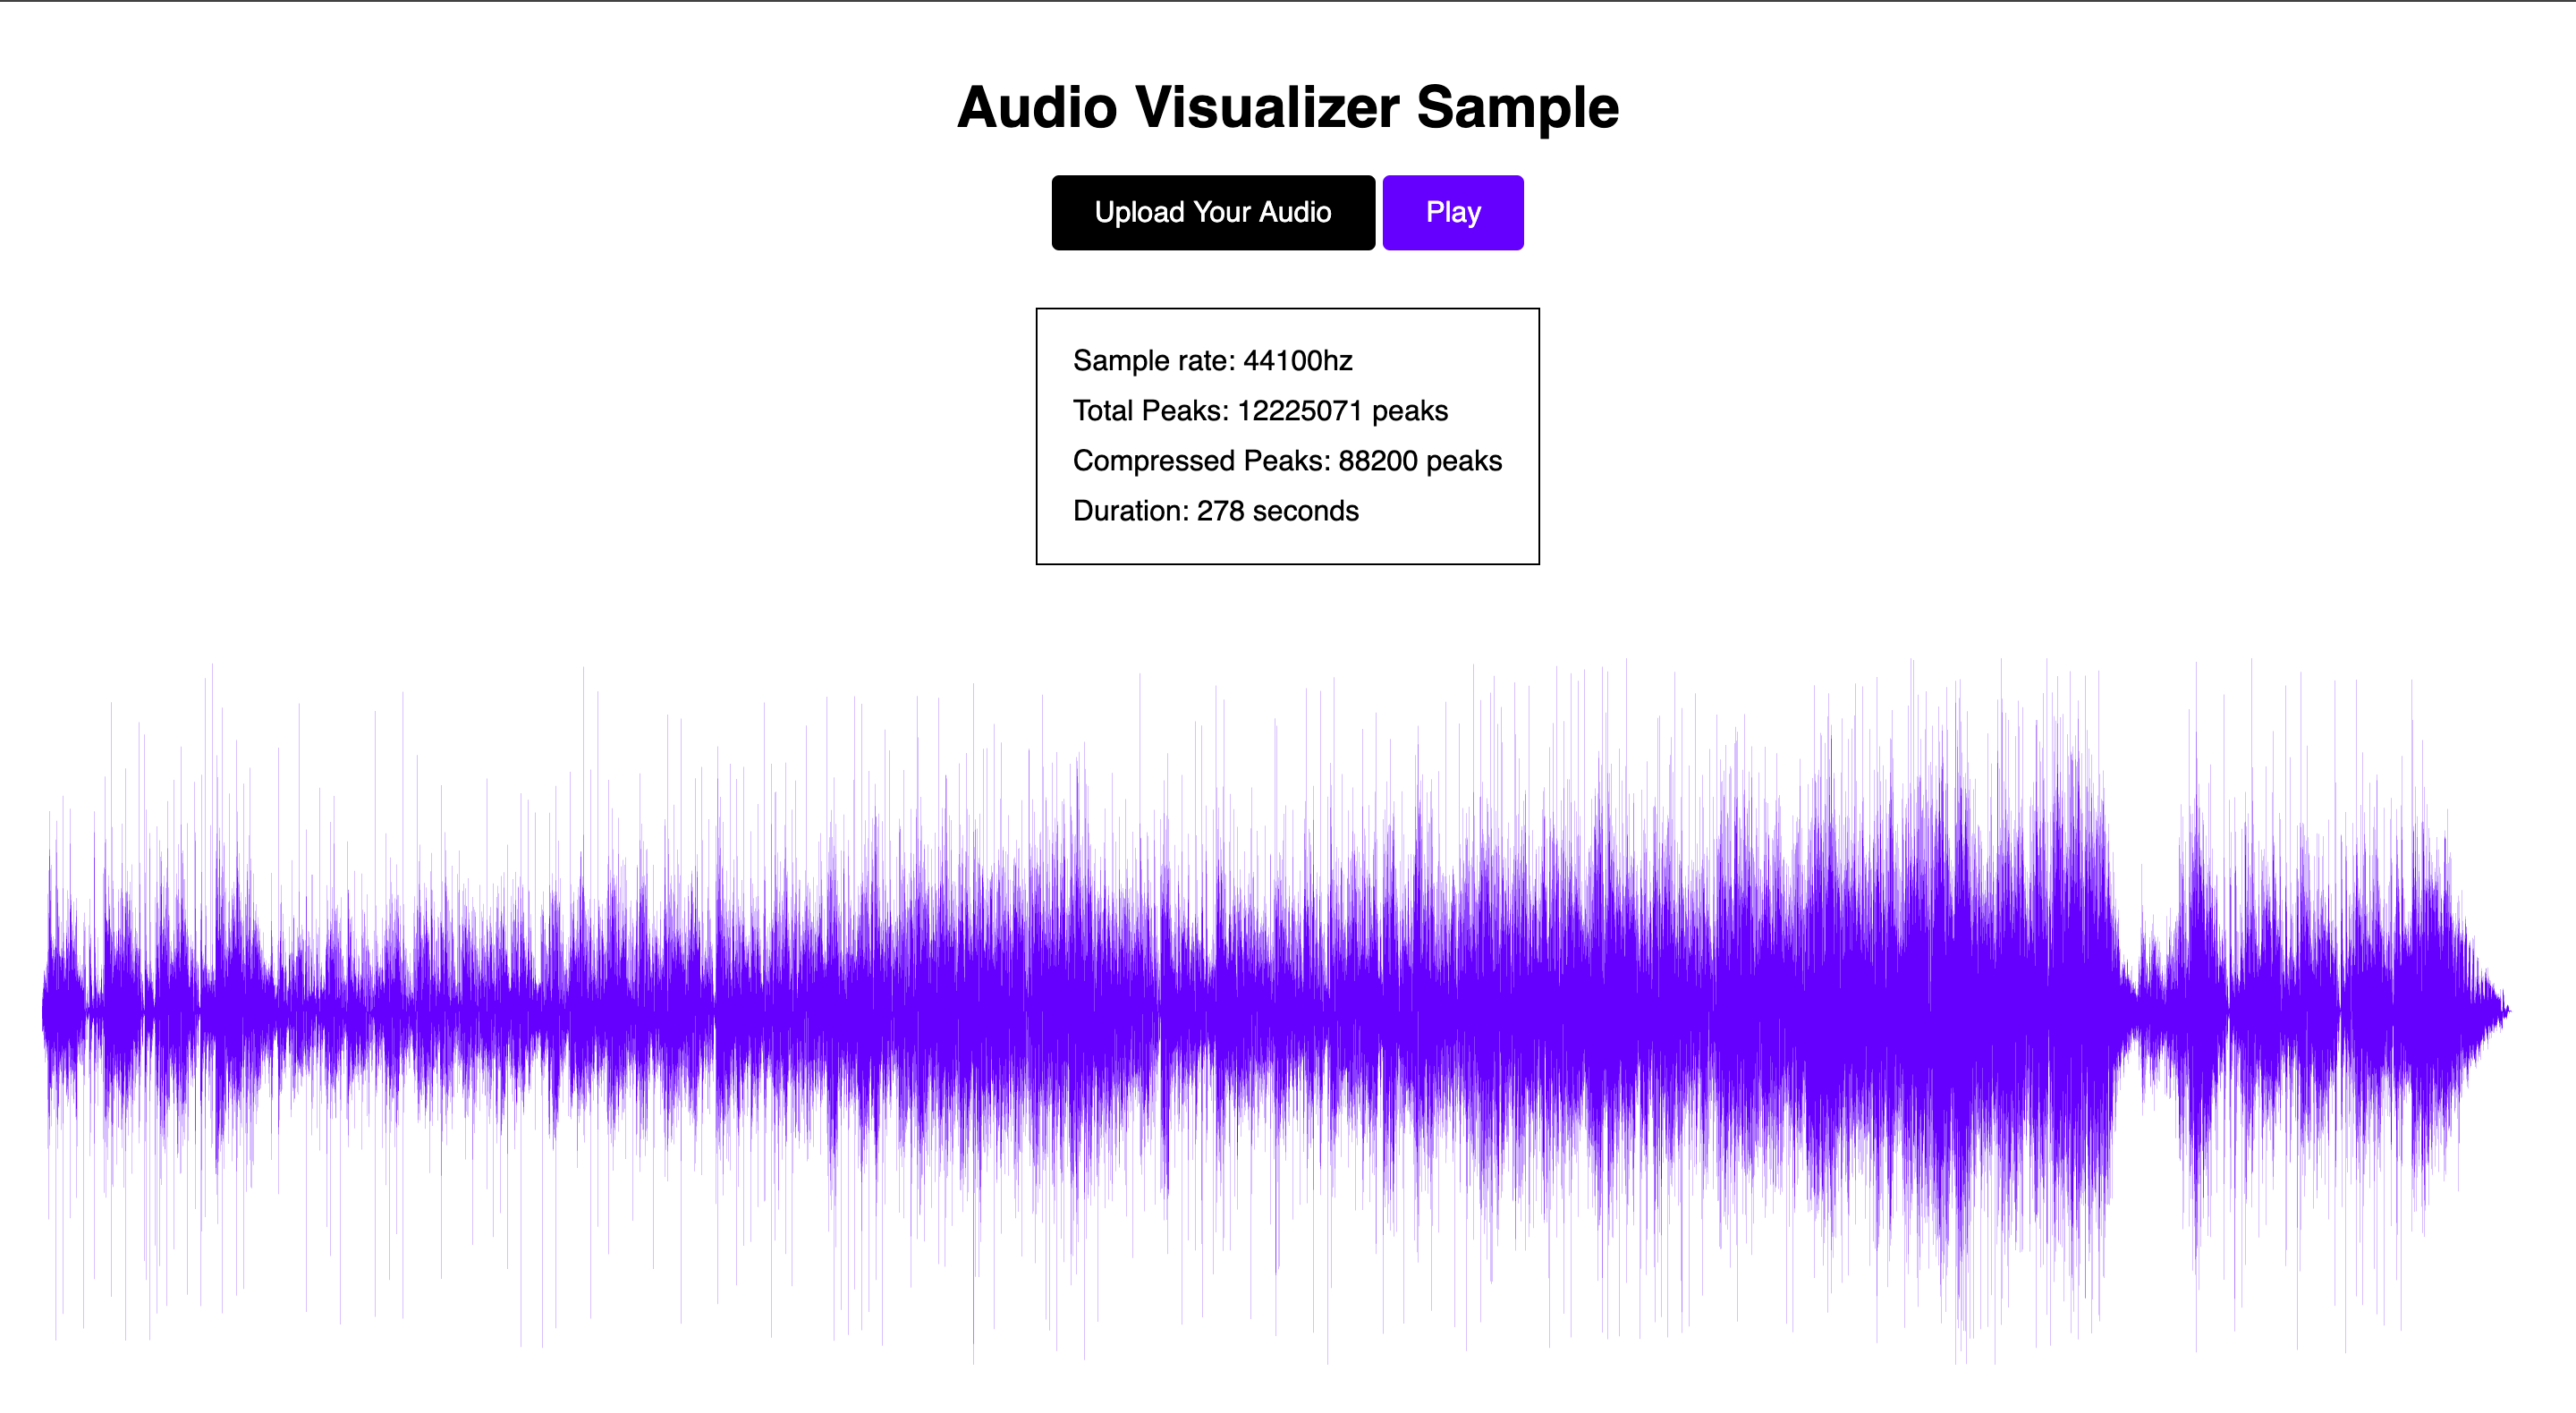 Audio Visualizer Sample
Upload Your Audio Play
Sample rate: 44100hz
Total Peaks: 12225071 peaks
Compressed Peaks: 88200 peaks
Duration: 278 seconds